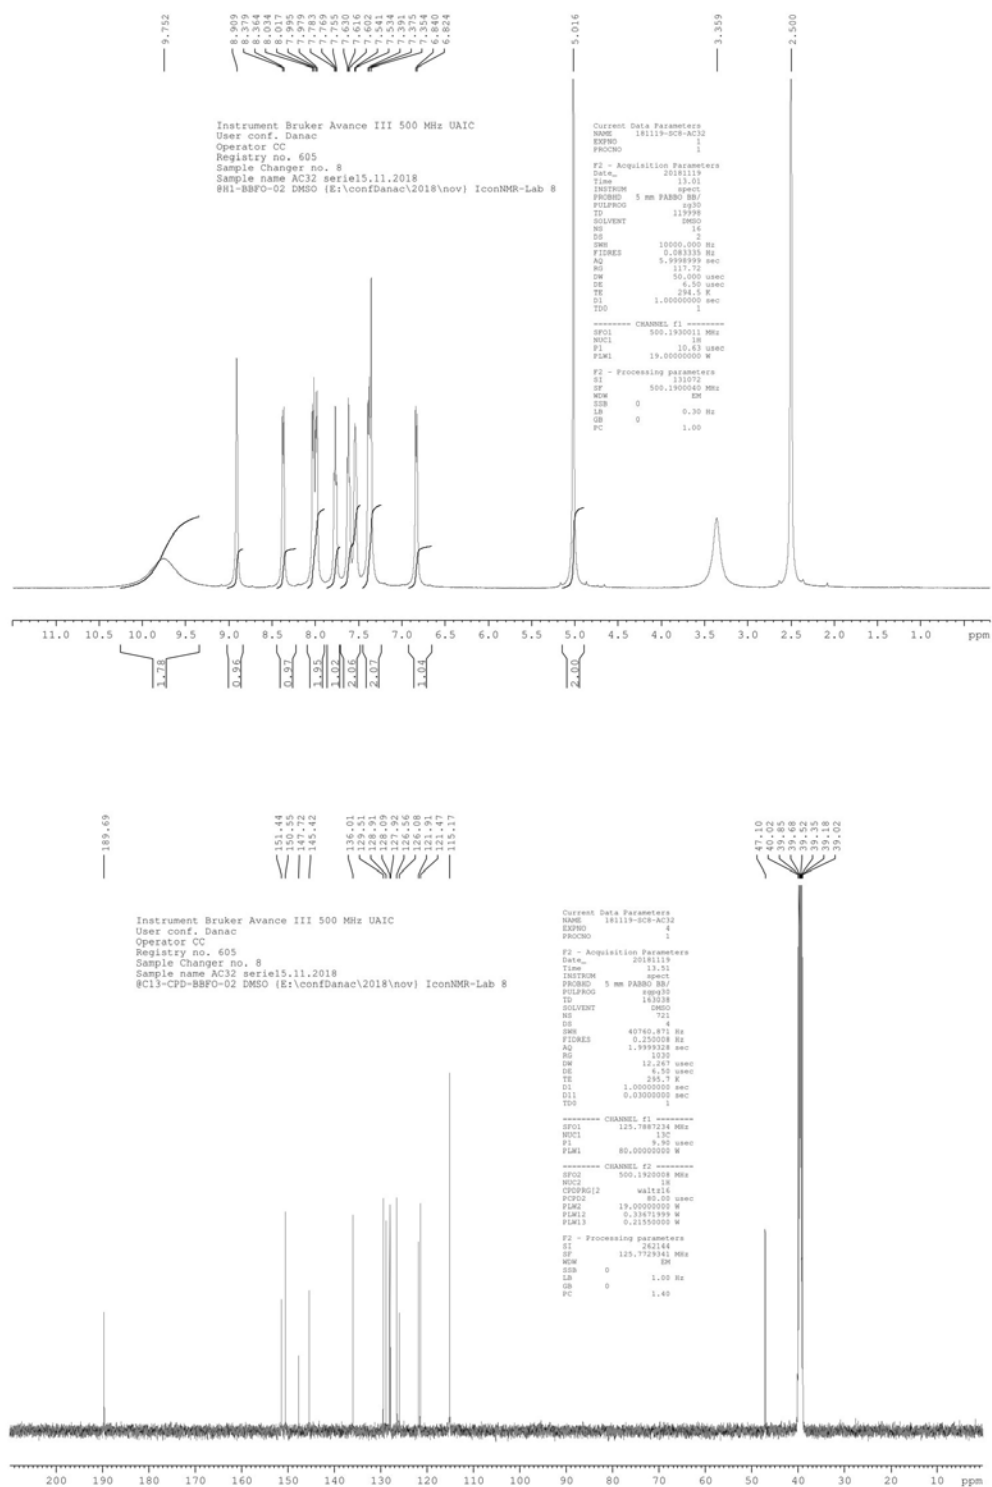 9.752
8.909
8.379
8.364
8.034
8.017
7.995
7.979
7.783
7.769
7.755
7.630
7.616
7.602
7.541
7.534
7.391
7.375
7.354
6.840
6.824
5.016
3.359
2.500
Instrument Bruker Avance III 500 MHz UAIC
User conf. Danac
Operator CC
Registry no. 605
Sample Changer no. 8
Sample name AC32 serie15.11.2018
@H1-BBFO-02 DMSO {E:\confDanac\2018\nov} IconNMR-Lab 8
Current Data Parameters
NAME 181119-SC8-AC32
EXPNO 1
PROCNO 1
F2 - Acquisition Parameters
Date_ 20181119
Time 13.01
INSTRUM spect
PROBHD 5 mm PABBO BB/
PULPROG zg30
TD 119998
SOLVENT DMSO
NS 16
DS 2
SWH 10000.000 Hz
FIDRES 0.083335 Hz
AQ 5.9998999 sec
RG 117.72
DW 50.000 usec
DE 6.50 usec
TE 294.5 K
D1 1.00000000 sec
TD0 1
======== CHANNEL f1 ========
SFO1 500.1930011 MHz
NUC1 1H
P1 10.63 usec
PLW1 19.00000000 W
F2 - Processing parameters
SI 131072
SF 500.1900040 MHz
WDW EM
SSB 0
LB 0.30 Hz
GB 0
PC 1.00
11.0 10.5 10.0 9.5 9.0 8.5 8.0 7.5 7.0 6.5 6.0 5.5 5.0 4.5 4.0 3.5 3.0 2.5 2.0 1.5 1.0 ppm
1.78
0.96
0.97
1.95
1.02
2.06
2.07
1.04
2.00
189.69
151.44
150.55
147.72
145.42
136.01
129.51
128.91
128.09
127.92
126.56
126.08
121.91
121.47
115.17
47.10
40.02
39.85
39.68
39.52
39.35
39.18
39.02
Instrument Bruker Avance III 500 MHz UAIC
User conf. Danac
Operator CC
Registry no. 605
Sample Changer no. 8
Sample name AC32 serie15.11.2018
@C13-CPD-BBFO-02 DMSO {E:\confDanac\2018\nov} IconNMR-Lab 8
Current Data Parameters
NAME 181119-SC8-AC32
EXPNO 4
PROCNO 1
F2 - Acquisition Parameters
Date_ 20181119
Time 13.51
INSTRUM spect
PROBHD 5 mm PABBO BB/
PULPROG zgpg30
TD 163038
SOLVENT DMSO
NS 721
DS 4
SWH 40760.871 Hz
FIDRES 0.250008 Hz
AQ 1.9999328 sec
RG 1030
DW 12.267 usec
DE 6.50 usec
TE 295.7 K
D1 1.00000000 sec
D11 0.03000000 sec
TD0 1
======== CHANNEL f1 ========
SFO1 125.7887234 MHz
NUC1 13C
P1 9.90 usec
PLW1 80.00000000 W
======== CHANNEL f2 ========
SFO2 500.1920008 MHz
NUC2 1H
CPDPRG[2 waltz16
PCPD2 80.00 usec
PLW2 19.00000000 W
PLW12 0.33671999 W
PLW13 0.21550000 W
F2 - Processing parameters
SI 262144
SF 125.7729341 MHz
WDW EM
SSB 0
LB 1.00 Hz
GB 0
PC 1.40
200 190 180 170 160 150 140 130 120 110 100 90 80 70 60 50 40 30 20 10 ppm